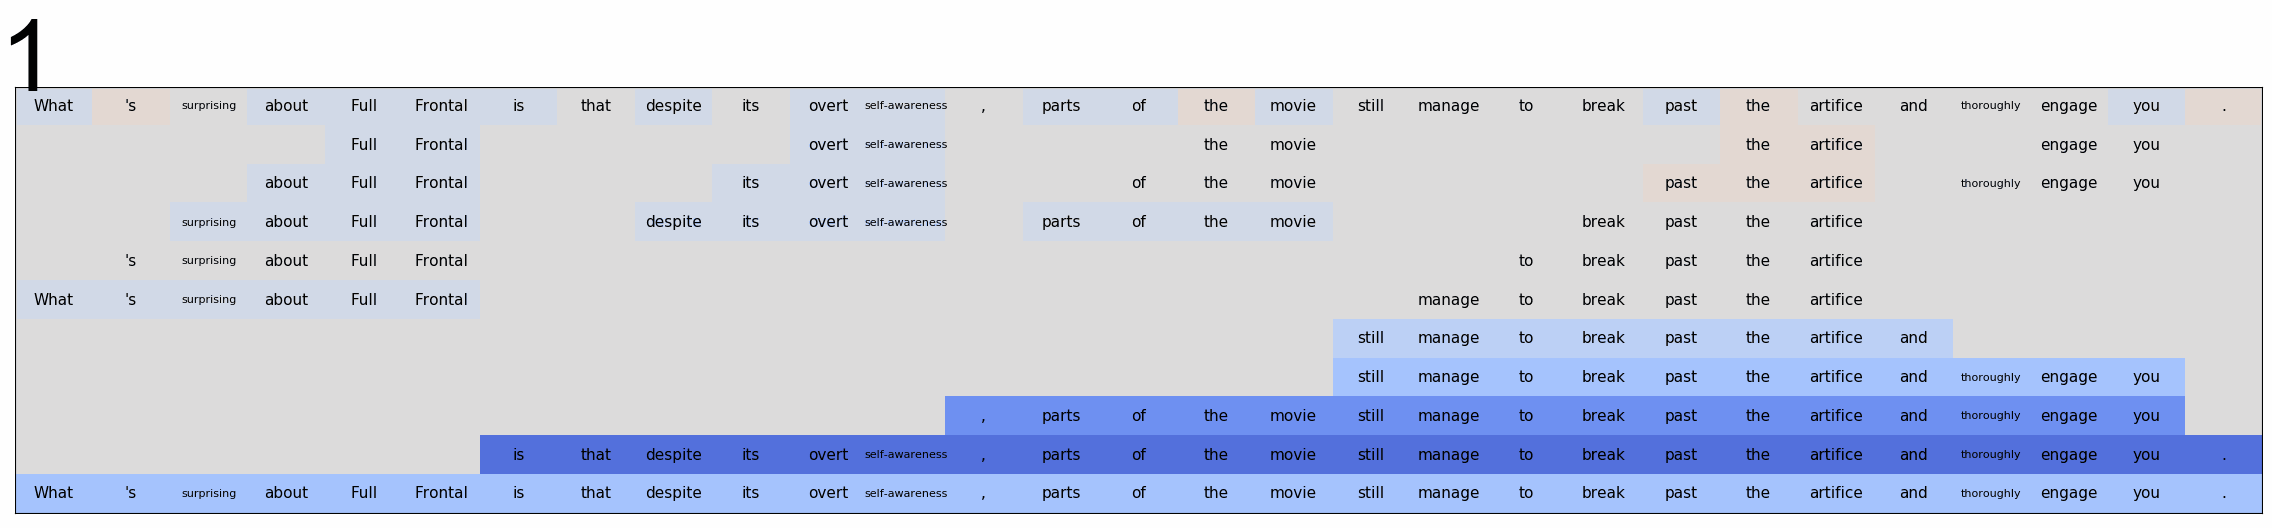 1
What 's surprising about Full Frontal is that despite its overt self-awareness , parts of the movie still manage to break past the artifice and thoroughly engage you .
Full Frontal overt self-awareness the movie the artifice engage you
about Full Frontal its overt self-awareness of the movie past the artifice thoroughly engage you
surprising about Full Frontal despite its overt self-awareness parts of the movie break past the artifice
's surprising about Full Frontal to break past the artifice
What 's surprising about Full Frontal manage to break past the artifice
still manage to break past the artifice and
still manage to break past the artifice and thoroughly engage you
, parts of the movie still manage to break past the artifice and thoroughly engage you
is that despite its overt self-awareness , parts of the movie still manage to break past the artifice and thoroughly engage you .
What 's surprising about Full Frontal is that despite its overt self-awareness , parts of the movie still manage to break past the artifice and thoroughly engage you .